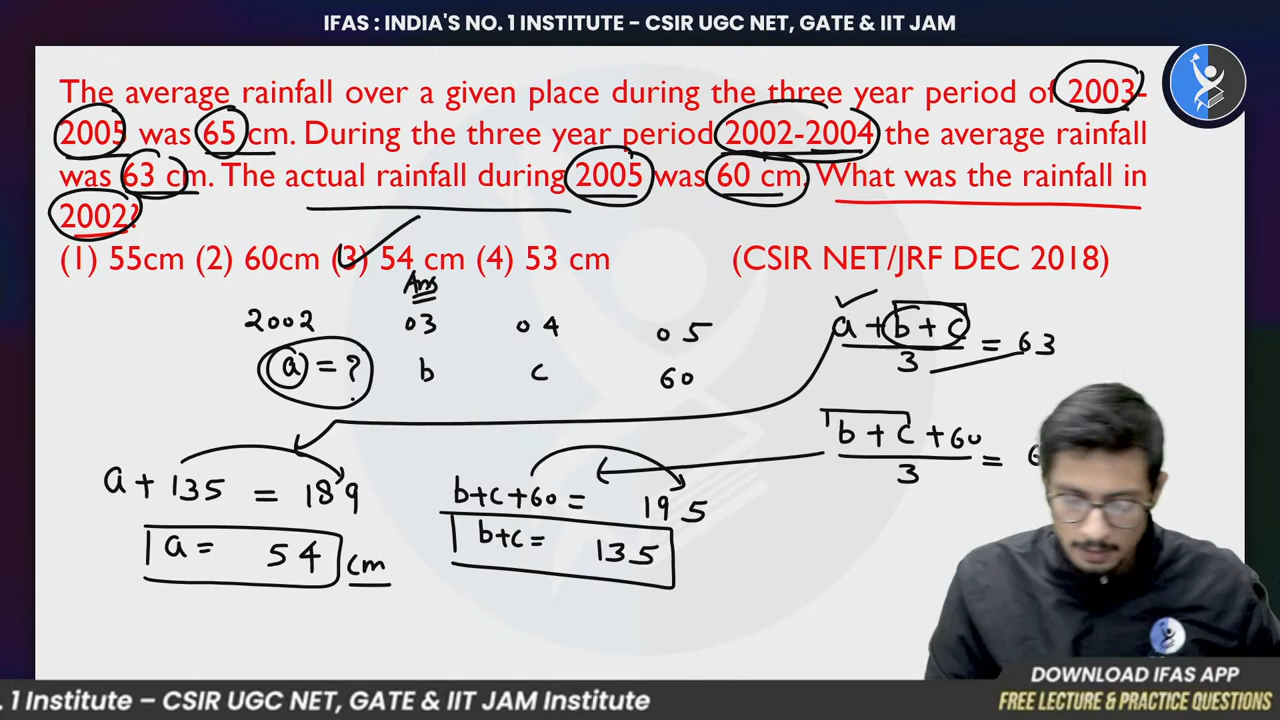 IFAS : INDIA'S NO. 1 INSTITUTE – CSIR UGC NET, GATE & IIT JAM
The average rainfall over a given place during the three year period of 2003-
2005 was 65 cm. During the three year period 2002-2004 the average rainfall
was 63 cm. The actual rainfall during 2005 was 60 cm. What was the rainfall in
2002?
(1) 55cm (2) 60cm (3) 54 cm (4) 53 cm (CSIR NET/JRF DEC 2018)
Ans
2002 03 04 05
a = ? b c 60
a + b + c
3
= 63
b + c + 60
3
=
a + 135 = 189
a = 54 cm
b+c+60 = 195
b+c = 135
DOWNLOAD IFAS APP
FREE LECTURE & PRACTICE QUESTIONS
. 1 Institute – CSIR UGC NET, GATE & IIT JAM Institute